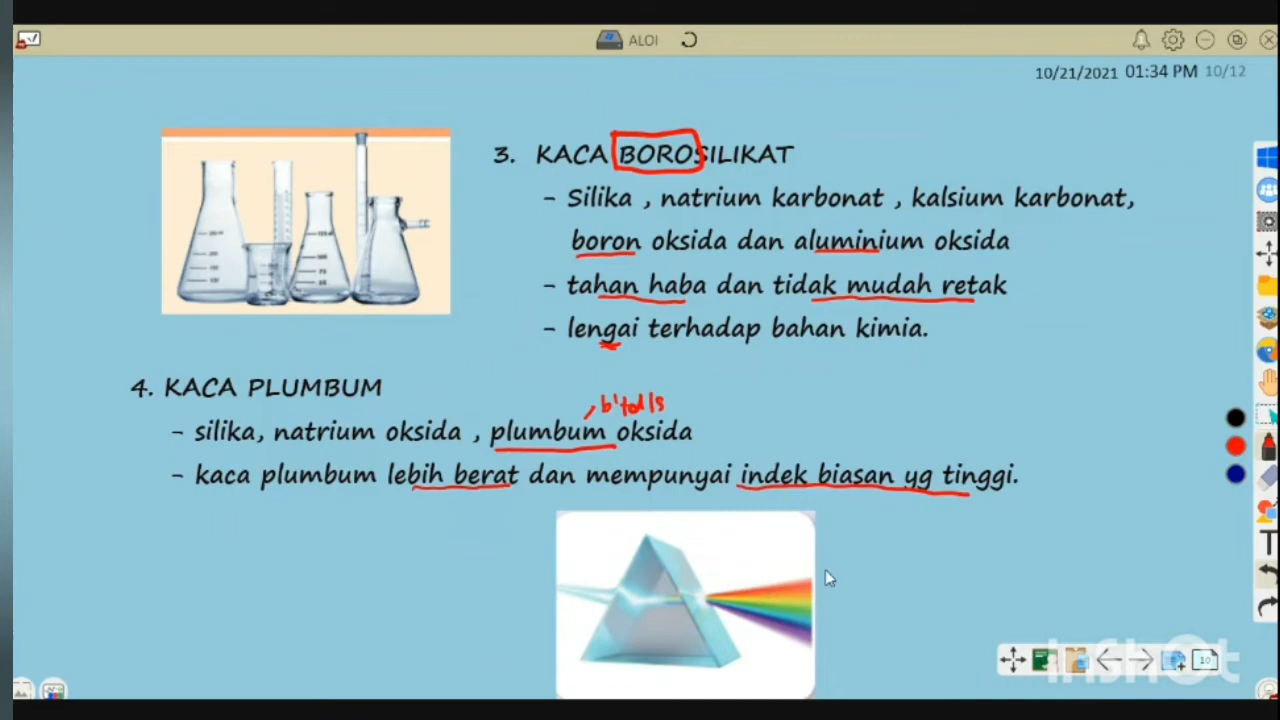 ALOI
10/21/2021 01:34 PM 10/12
3. KACA BOROSILIKAT
- Silika , natrium karbonat , kalsium karbonat,
boron oksida dan aluminium oksida
- tahan haba dan tidak mudah retak
- lengai terhadap bahan kimia.
4. KACA PLUMBUM
- silika, natrium oksida , plumbum oksida
- kaca plumbum lebih berat dan mempunyai indek biasan yg tinggi.
T
10
InShot